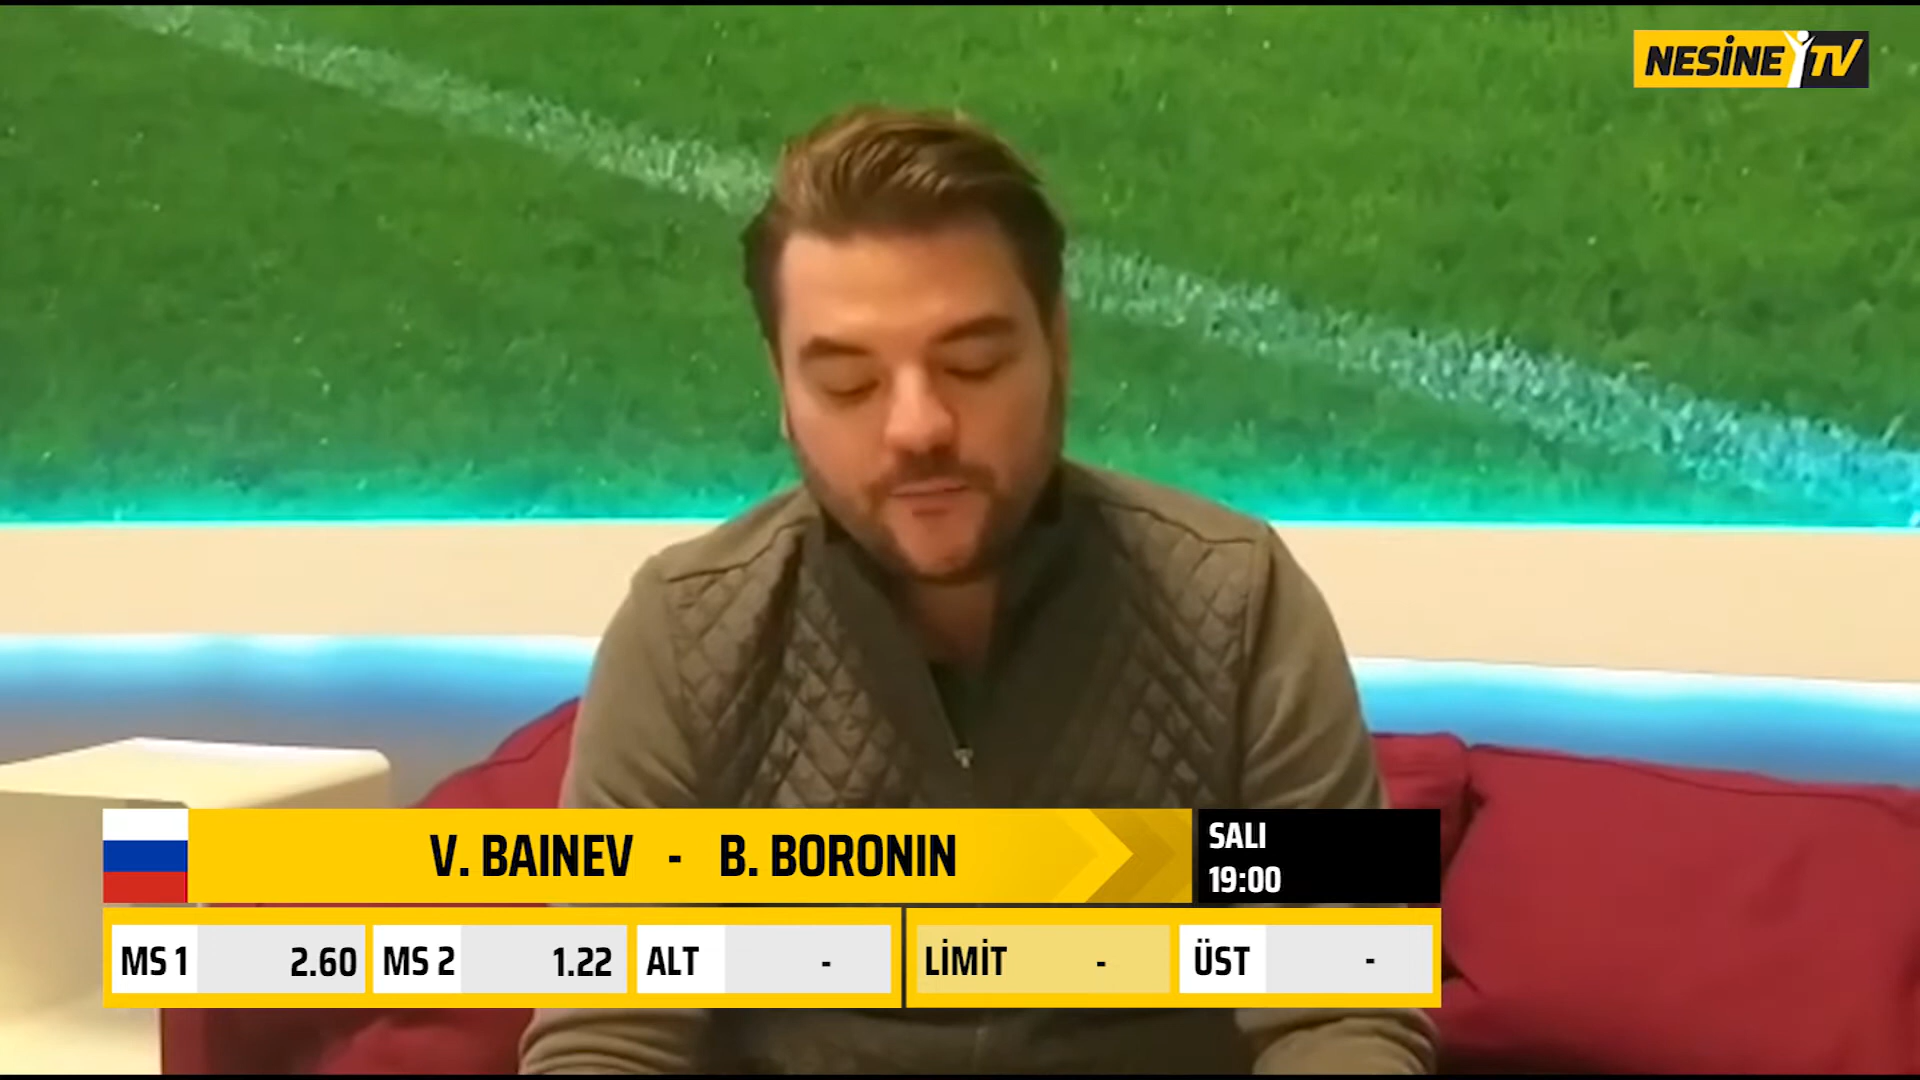 NESİNE TV
V. BAINEV - B. BORONIN
SALI
19:00
MS 1 2.60 MS 2 1.22 ALT - LİMİT - ÜST -